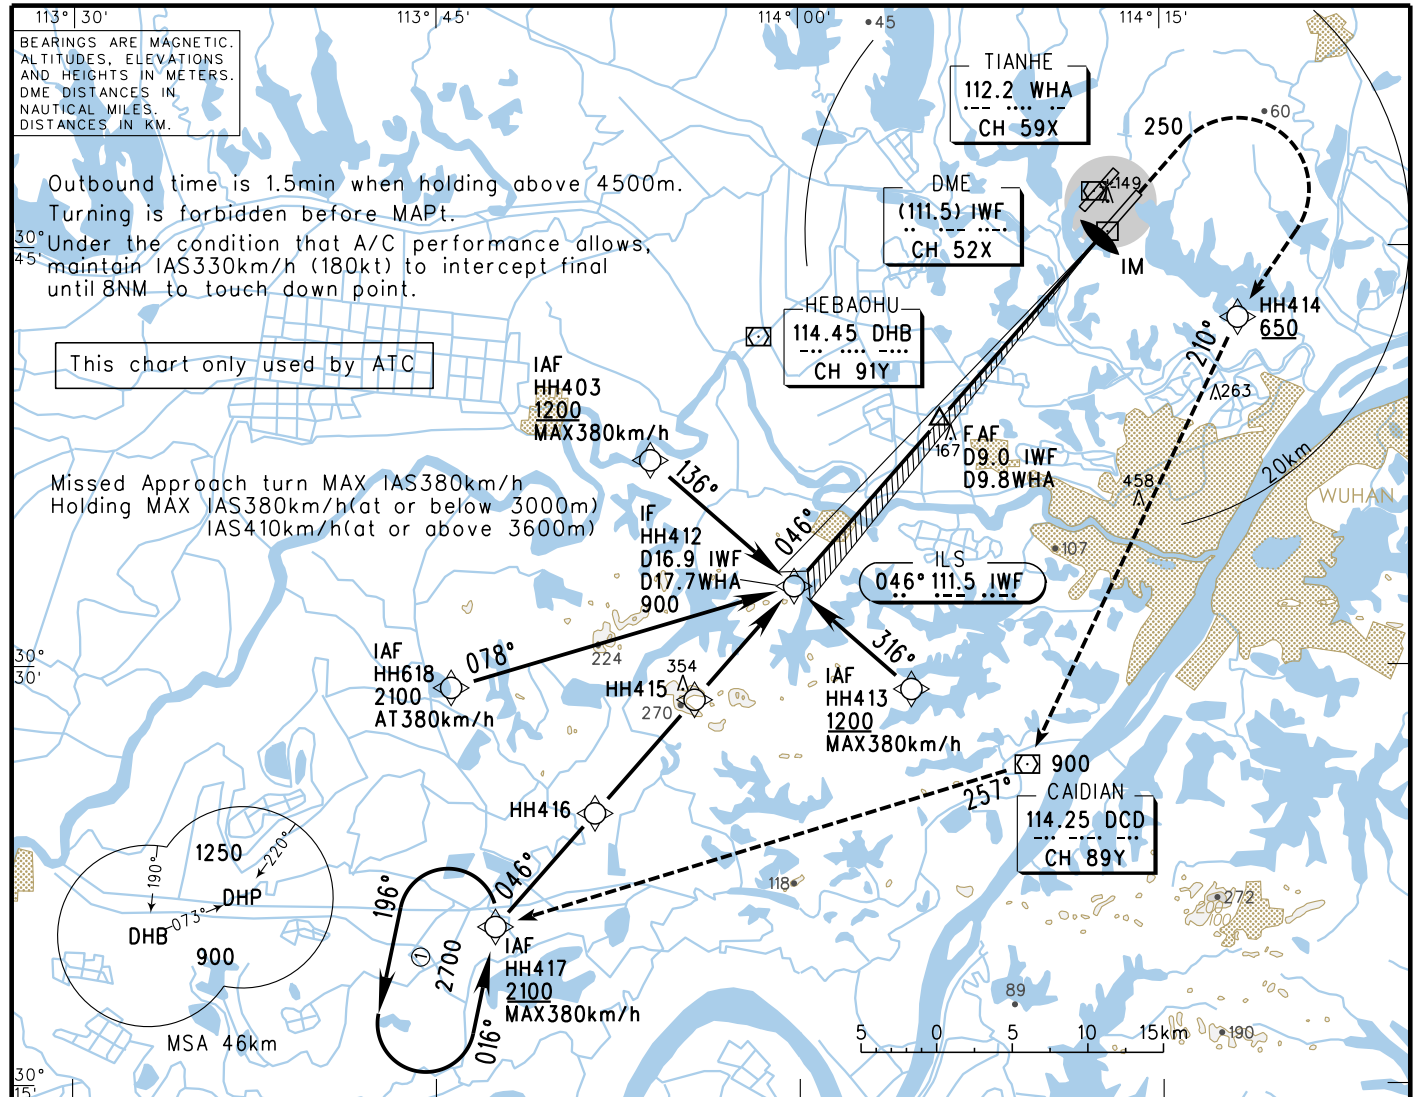 113°30'
113°45'
114°00'
114°15'
45
BEARINGS ARE MAGNETIC.
ALTITUDES, ELEVATIONS
AND HEIGHTS IN METERS.
DME DISTANCES IN
NAUTICAL MILES.
DISTANCES IN KM.
TIANHE
112.2 WHA
CH 59X
250
60
Outbound time is 1.5min when holding above 4500m.
Turning is forbidden before MAPt.
Under the condition that A/C performance allows,
maintain IAS330km/h (180kt) to intercept final
until 8NM to touch down point.
30°
45'
DME
(111.5) IWF
CH 52X
149
IM
HH414
650
210°
HEBAOHU
114.45 DHB
CH 91Y
This chart only used by ATC
IAF
HH403
1200
MAX380km/h
136°
263
167
FAF
D9.0 IWF
D9.8WHA
20km
WUHAN
458
107
Missed Approach turn MAX IAS380km/h
Holding MAX IAS380km/h(at or below 3000m)
IAS410km/h(at or above 3600m)
IF
HH412
D16.9 IWF
D17.7WHA
900
046°
ILS
046° 111.5 IWF
30°
30'
IAF
HH618
2100
AT380km/h
078°
224
354
HH415
270
316°
IAF
HH413
1200
MAX380km/h
900
257°
CAIDIAN
114.25 DCD
CH 89Y
HH416
046°
118
272
1250
190°
220°
DHP
073°
DHB
900
MSA 46km
196°
1
2700
016°
IAF
HH417
2100
MAX380km/h
89
190
5 0 5 10 15km
30°
15'